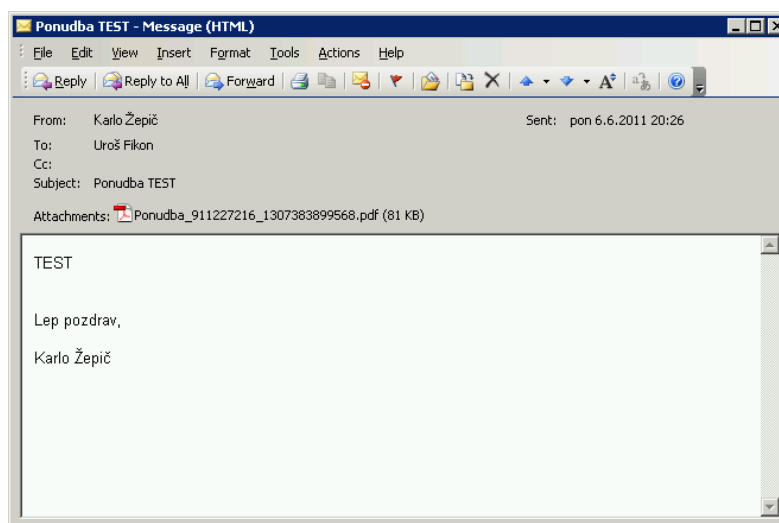 Ponudba TEST - Message (HTML)
File Edit View Insert Format Tools Actions Help
Reply Reply to All Forward
From: Karlo Žepič Sent: pon 6.6.2011 20:26
To: Uroš Fikon
Cc:
Subject: Ponudba TEST
Attachments: Ponudba_911227216_1307383899568.pdf (81 KB)
TEST
Lep pozdrav,
Karlo Žepič